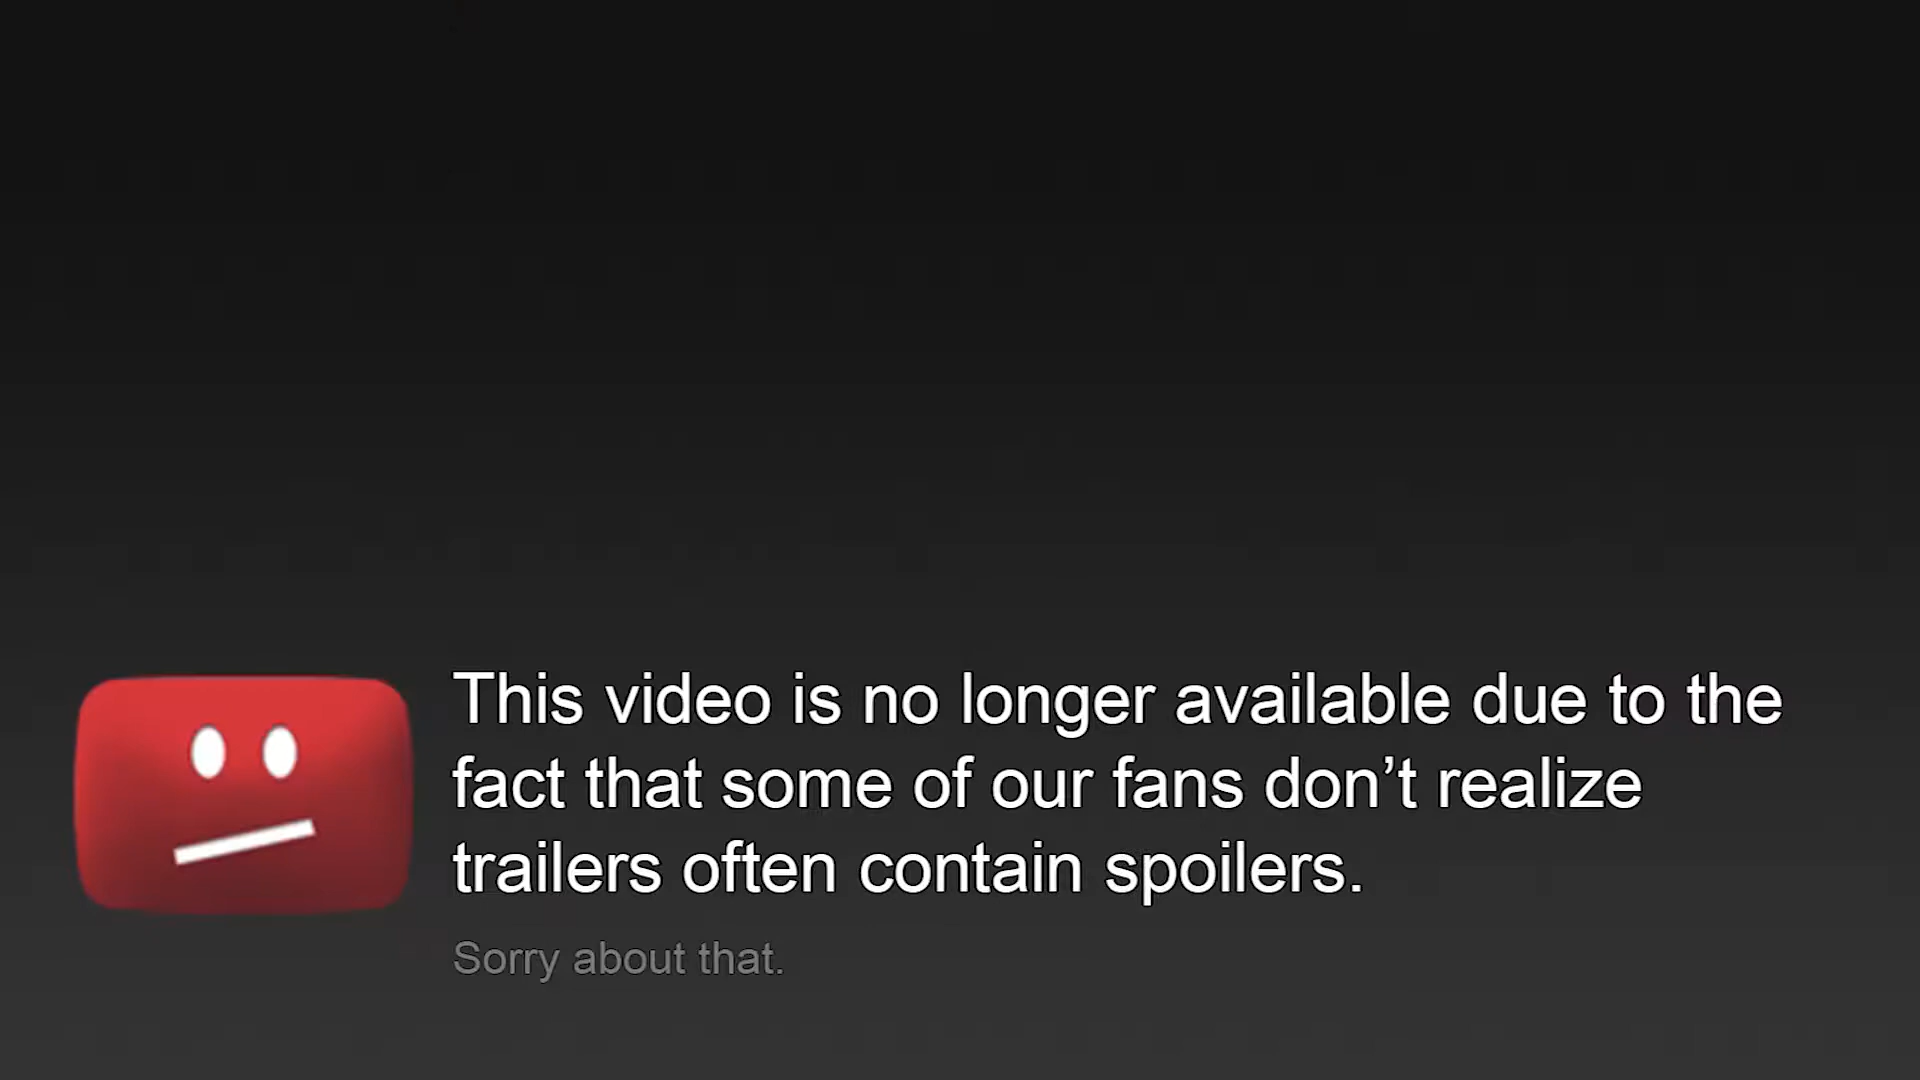 This video is no longer available due to the
fact that some of our fans don’t realize
trailers often contain spoilers.
Sorry about that.